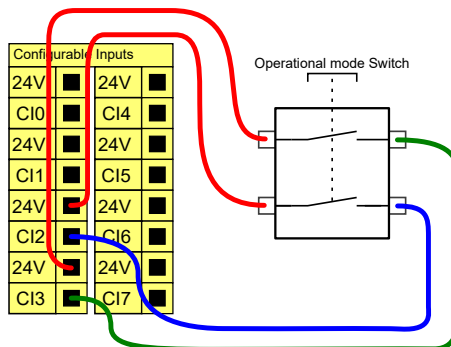 Configurable Inputs
Operational mode Switch
24V 24V
CI0 CI4
24V 24V
CI1 CI5
24V 24V
CI2 CI6
24V 24V
CI3 CI7